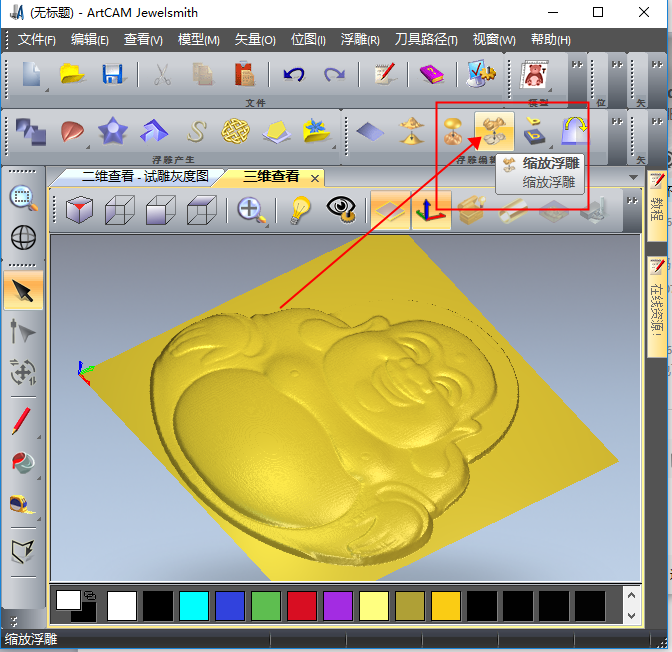 (无标题) - ArtCAM Jewelsmith
文件(F) 编辑(E) 查看(V) 模型(M) 矢量(O) 位图(I) 浮雕(R) 刀具路径(T) 视窗(W) 帮助(H)
文件 模型 位 矢
浮雕产生 浮雕编辑 矢
缩放浮雕
缩放浮雕
二维查看 - 试雕灰度图 三维查看
教程
在线资源!
缩放浮雕